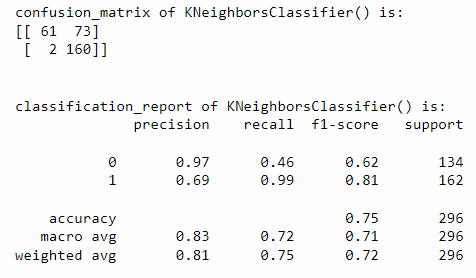 confusion_matrix of KNeighborsClassifier() is:
[[ 61  73]
 [  2 160]]
classification_report of KNeighborsClassifier() is:
              precision    recall  f1-score   support
           0       0.97      0.46      0.62       134
           1       0.69      0.99      0.81       162
    accuracy                           0.75       296
   macro avg       0.83      0.72      0.71       296
weighted avg       0.81      0.75      0.72       296